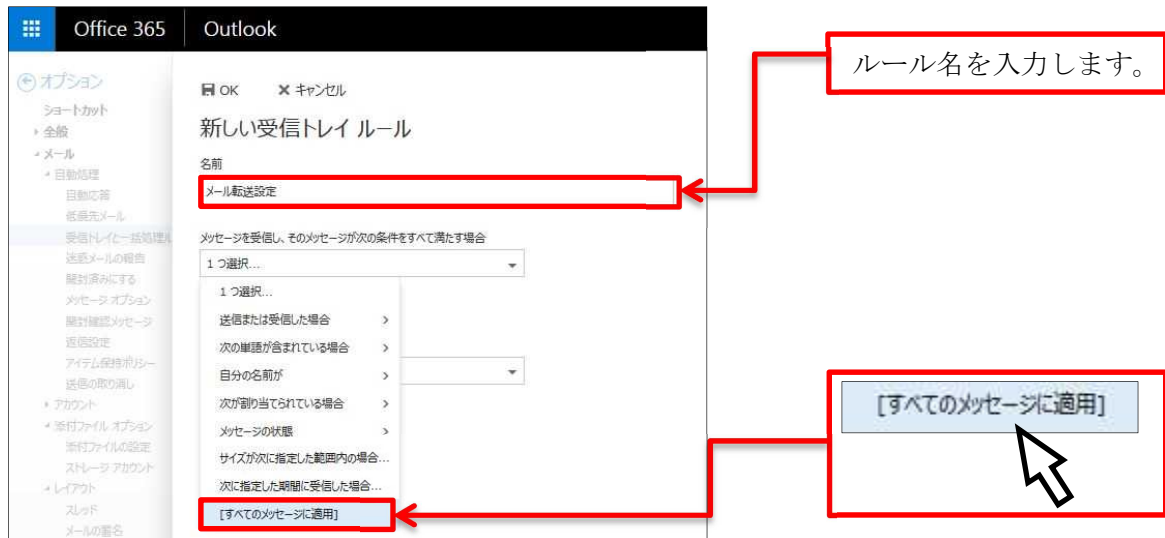 Office 365
Outlook
オプション
ショートカット
全般
メール
自動処理
自動応答
低優先メール
受信トレイと一括処理ル
迷惑メールの報告
開封済みにする
メッセージ オプション
開封確認メッセージ
返信設定
アイテム保持ポリシー
送信の取り消し
アカウント
添付ファイル オプション
添付ファイルの設定
ストレージ アカウント
レイアウト
スレッド
メールの署名
OK
キャンセル
新しい受信トレイ ルール
名前
メール転送設定
メッセージを受信し、そのメッセージが次の条件をすべて満たす場合
1 つ選択...
1 つ選択...
送信または受信した場合
次の単語が含まれている場合
自分の名前が
次が割り当てられている場合
メッセージの状態
サイズが次に指定した範囲内の場合...
次に指定した期間に受信した場合...
[すべてのメッセージに適用]
ルール名を入力します。
[すべてのメッセージに適用]